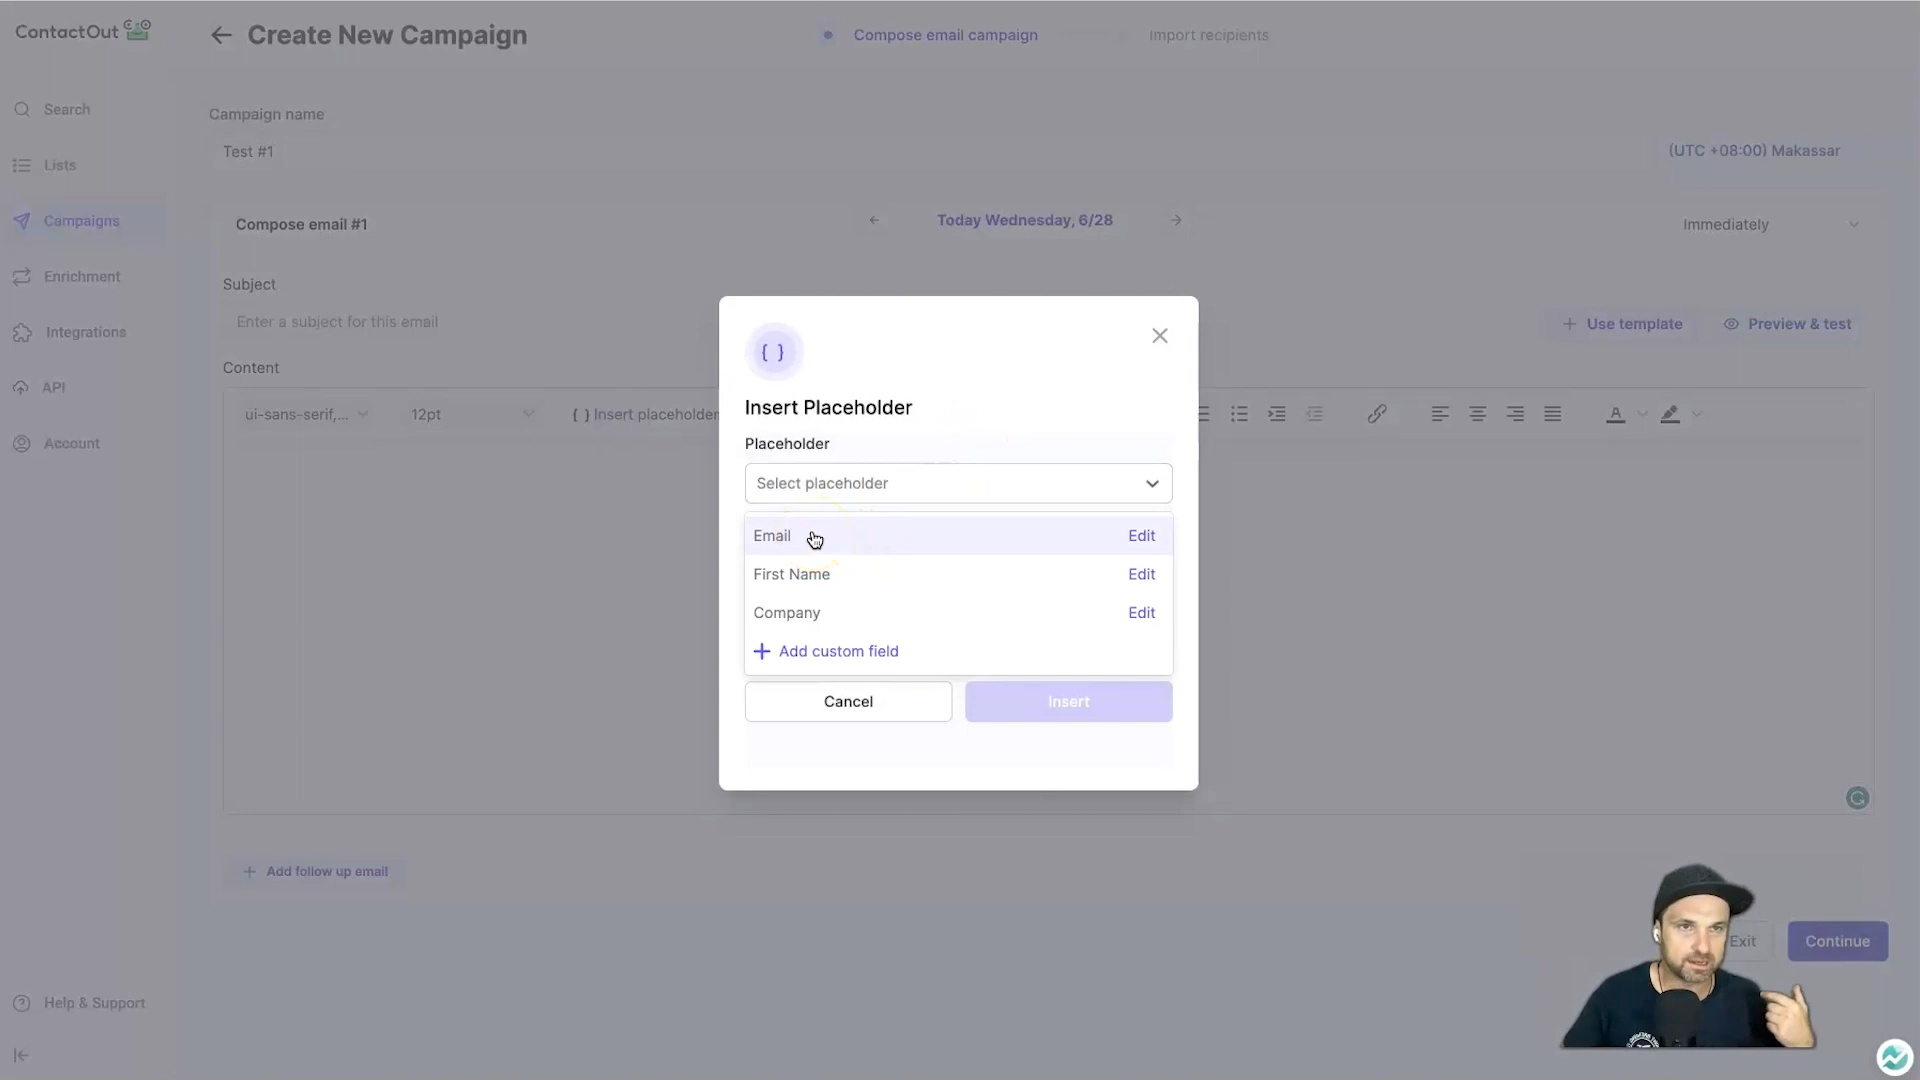 ContactOut
Create New Campaign
Compose email campaign
Import recipients
Search
Lists
Campaigns
Enrichment
Integrations
API
Account
Help & Support
Campaign name
Test #1
(UTC +08:00) Makassar
Compose email #1
Today Wednesday, 6/28
Immediately
Subject
Enter a subject for this email
Use template
Preview & test
Content
ui-sans-serif,...
12pt
{ } Insert placeholder
A
{ }
Insert Placeholder
Placeholder
Select placeholder
Email Edit
First Name Edit
Company Edit
Add custom field
Cancel
Insert
Add follow up email
Exit
Continue